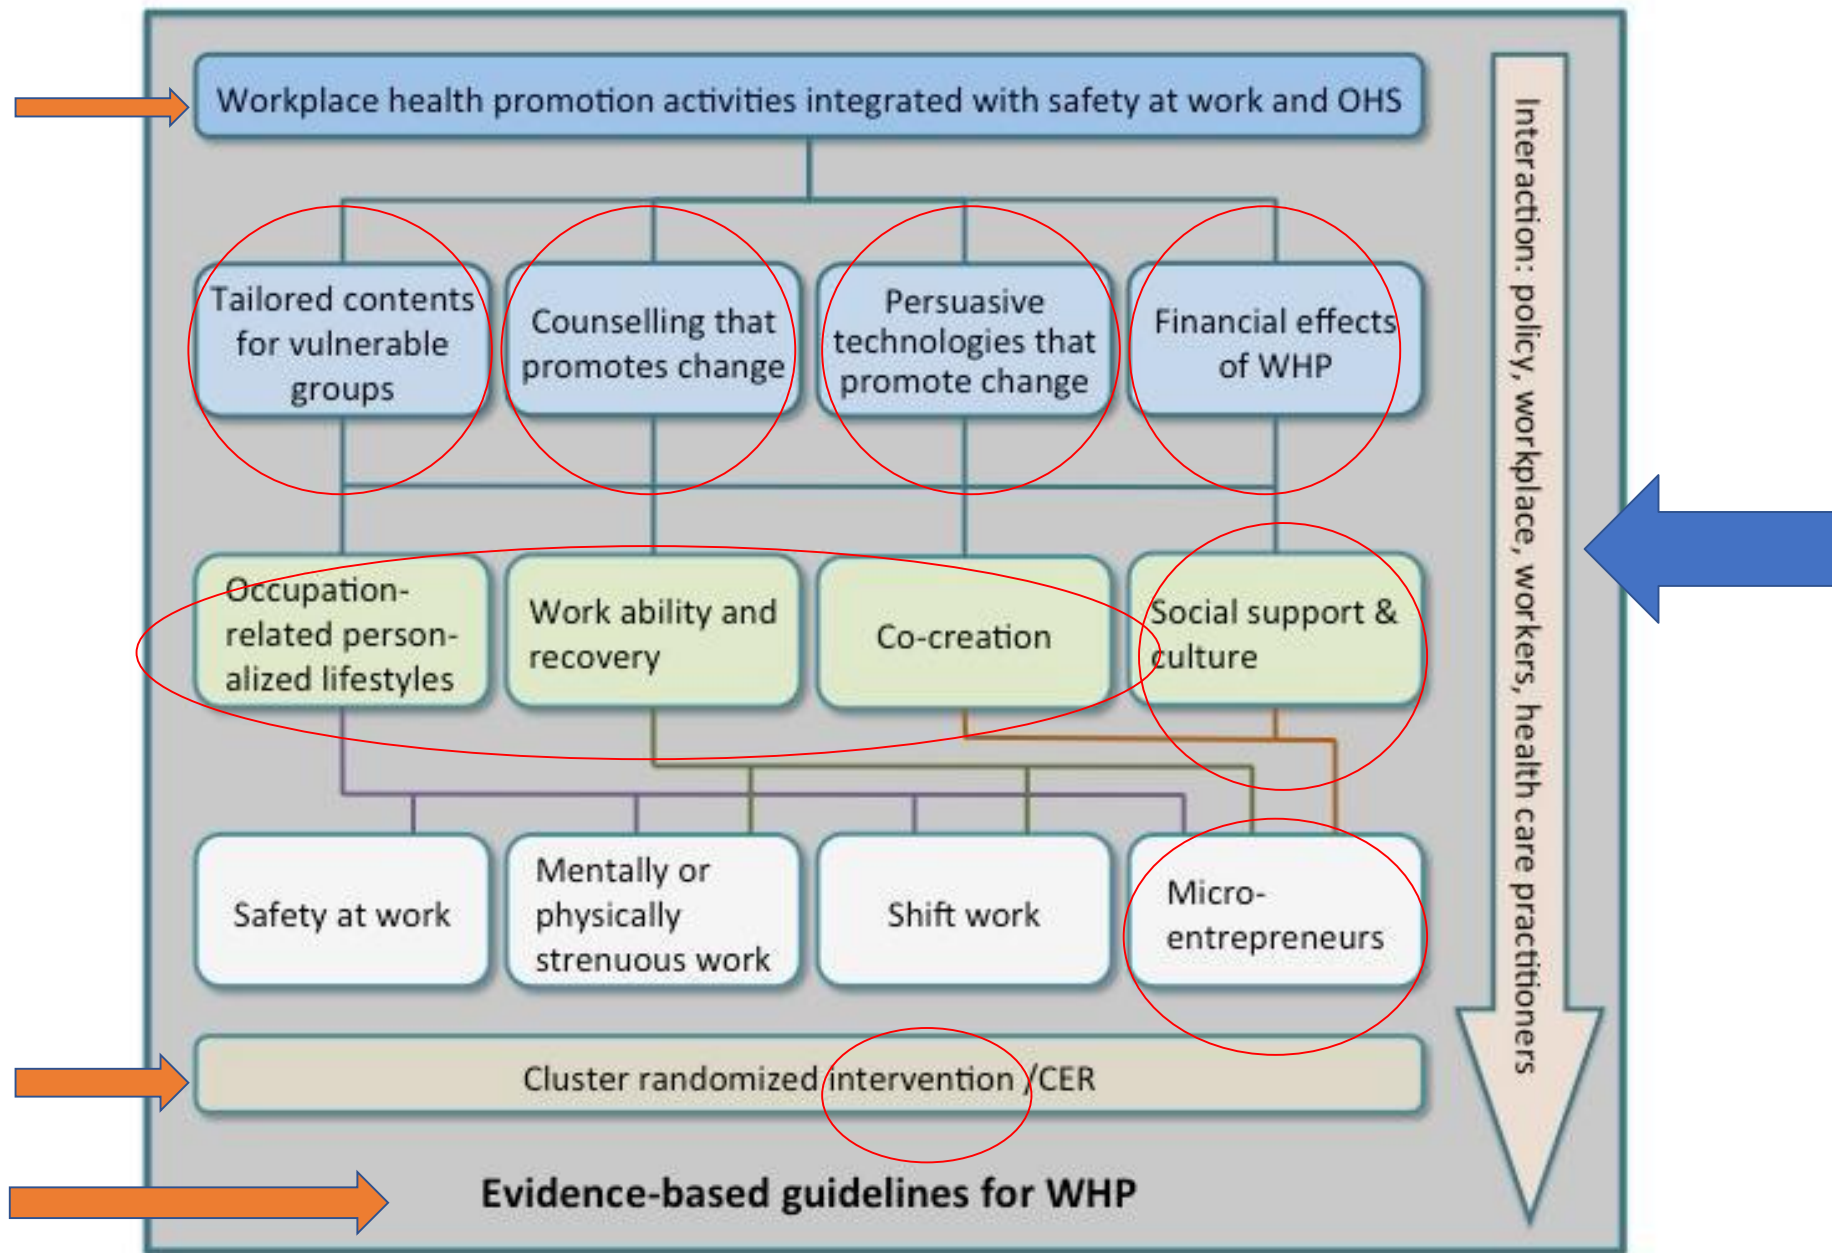 Workplace health promotion activities integrated with safety at work and OHS
Tailored contents
for vulnerable
groups
Counselling that
promotes change
Persuasive
technologies that
promote change
Financial effects
of WHP
Occupation-
related person-
alized lifestyles
Work ability and
recovery
Co-creation
Social support &
culture
Safety at work
Mentally or
physically
strenuous work
Shift work
Micro-
entrepreneurs
Cluster randomized intervention /CER
Evidence-based guidelines for WHP
Interaction: policy, workplace, workers, health care practitioners